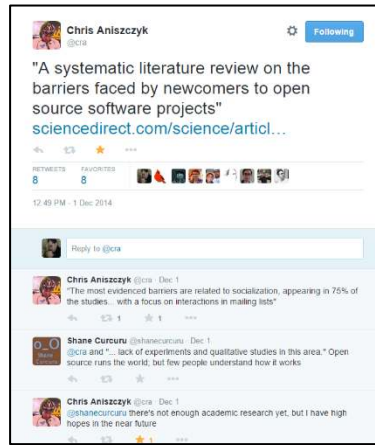 Chris Aniszczyk
@cra
Following
"A systematic literature review on the
barriers faced by newcomers to open
source software projects"
sciencedirect.com/science/articl…
RETWEETS FAVORITES
8 8
12:49 PM - 1 Dec 2014
Reply to @cra
Chris Aniszczyk @cra · Dec 1
"The most evidenced barriers are related to socialization, appearing in 75% of
the studies... with a focus on interactions in mailing lists"
1 1
Shane Curcuru @shanecurcuru · Dec 1
@cra and "... lack of experiments and qualitative studies in this area." Open
source runs the world; but few people understand how it works
Chris Aniszczyk @cra · Dec 1
@shanecurcuru there's not enough academic research yet, but I have high
hopes in the near future
1